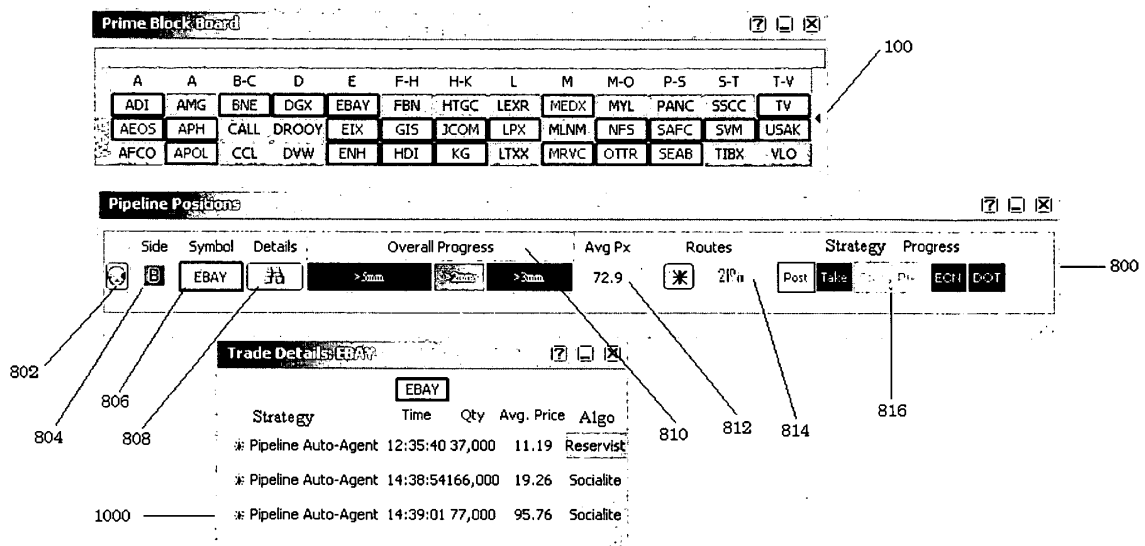 Prime Block Board
100
A A B-C D E F-H H-K L M M-O P-S S-T T-V
ADI AMG BNE DGX EBAY FBN HTGC LEXR MEDX MYL PANC SSCC TV
AEOS APH CALL DROOY EIX GIS JCOM LPX MLNM NFS SAFC SVM USAK
AFCO APOL CCL DVW ENH HDI KG LTXX MRVC OTTR SEAB TIBX VLO
Pipeline Positions
Side Symbol Details Overall Progress Avg Px Routes Strategy Progress
B EBAY >5mm >2mm >3mm 72.9 Post Take ECN DOT
800
802
804
806
808
810
812
814
816
Trade Details: EBAY
EBAY
Strategy Time Qty Avg. Price Algo
Pipeline Auto-Agent 12:35:40 37,000 11.19 Reservist
Pipeline Auto-Agent 14:38:54 166,000 19.26 Socialite
1000
Pipeline Auto-Agent 14:39:01 77,000 95.76 Socialite